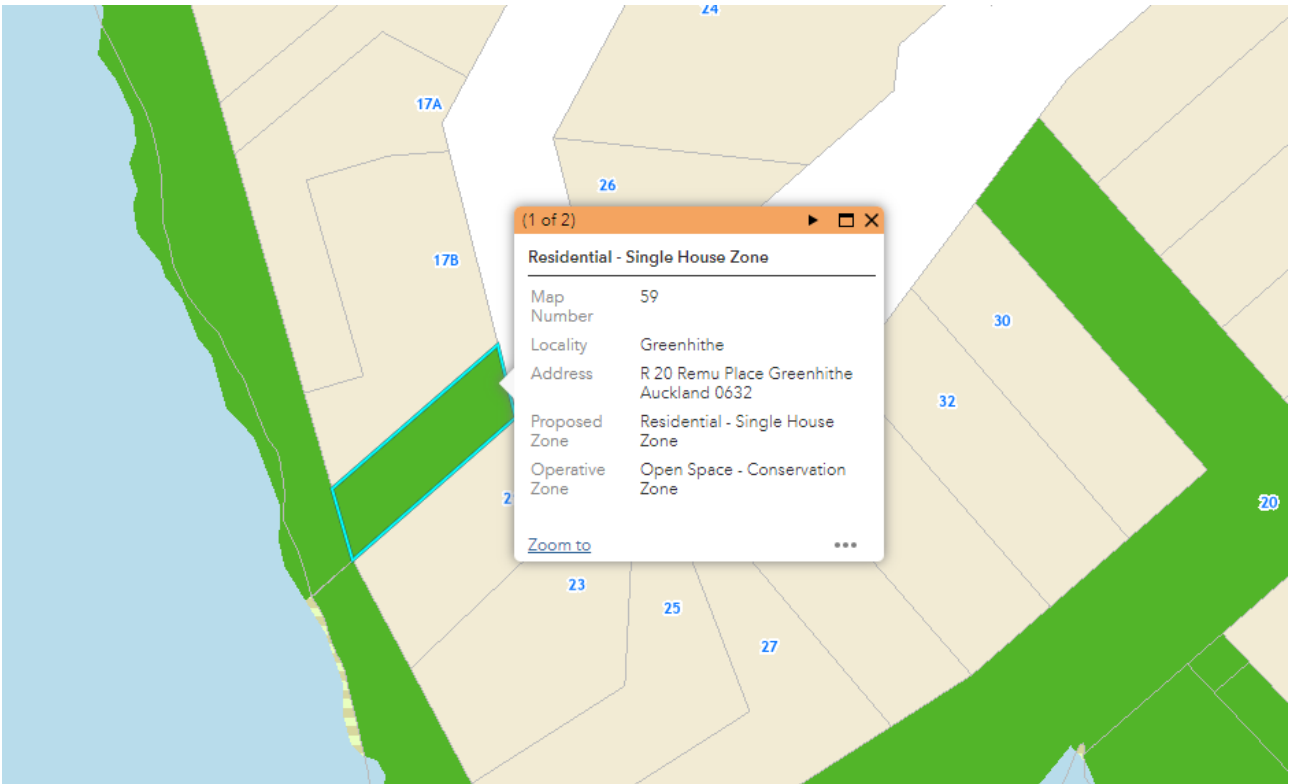 24
17A
26
(1 of 2)
Residential - Single House Zone
17B
Map
Number
59
Locality
Greenhithe
Address
R 20 Remu Place Greenhithe
Auckland 0632
Proposed
Zone
Residential - Single House
Zone
Operative
Zone
Open Space - Conservation
Zone
Zoom to
30
32
20
23
25
27